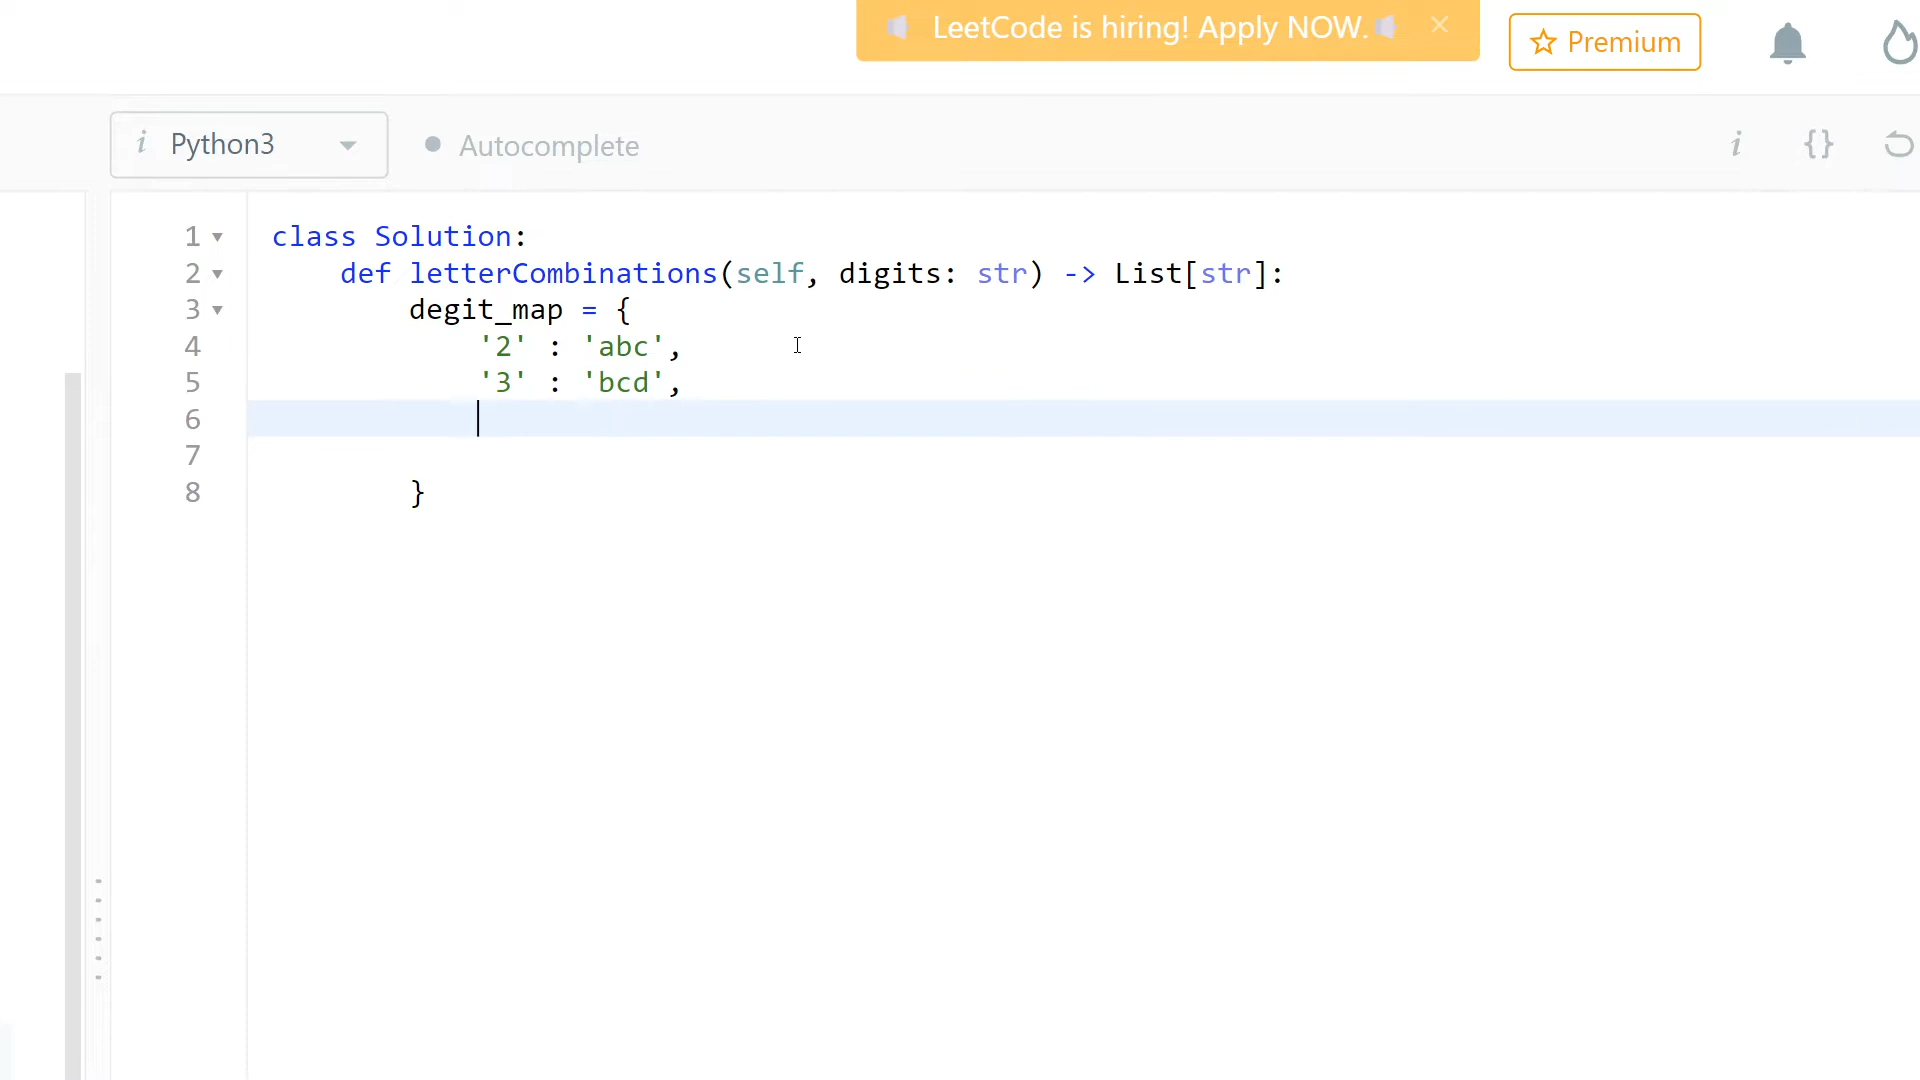 LeetCode is hiring! Apply NOW.
Premium
i Python3
Autocomplete
i {}
1 class Solution:
2 def letterCombinations(self, digits: str) -> List[str]:
3 degit_map = {
4 '2' : 'abc',
5 '3' : 'bcd',
6
7
8 }